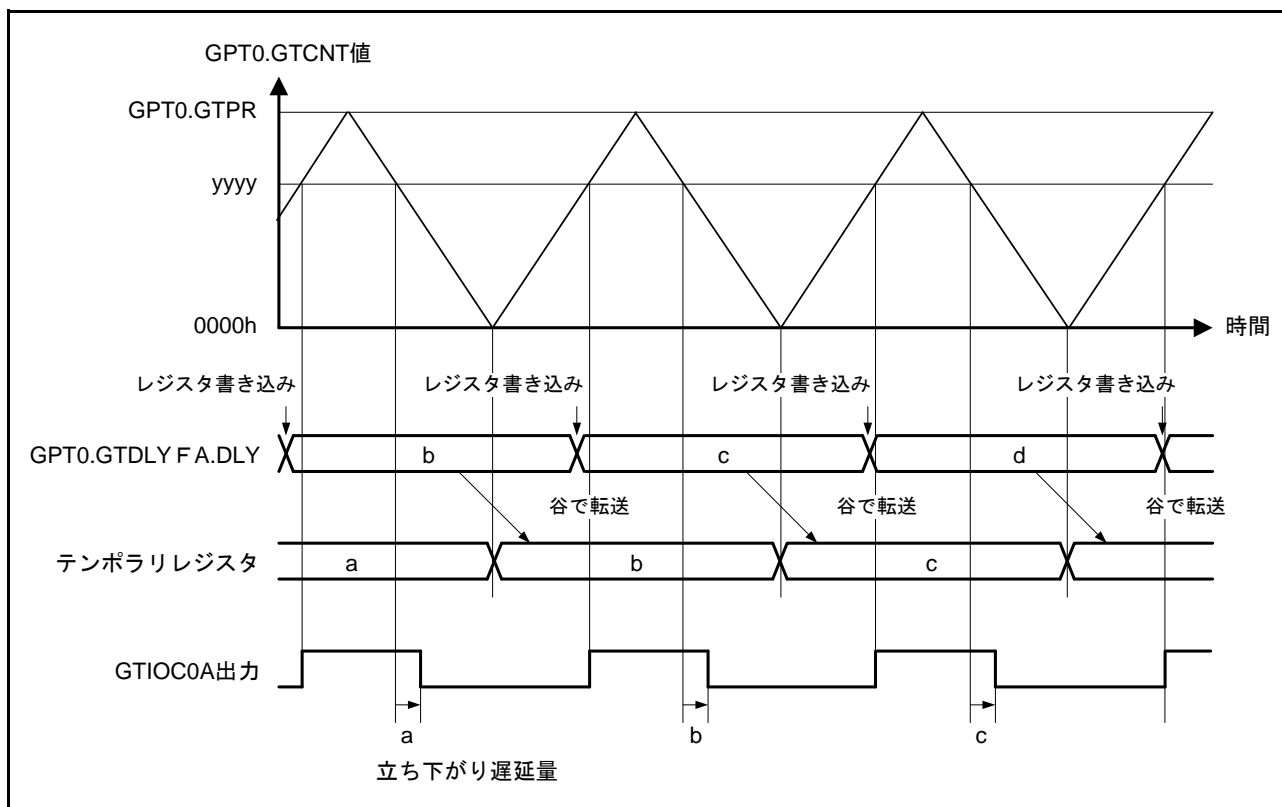 GPT0.GTCNT値
GPT0.GTPR
yyyy
0000h
時間
レジスタ書き込み レジスタ書き込み レジスタ書き込み レジスタ書き込み
GPT0.GTDLYFA.DLY b c d
谷で転送 谷で転送 谷で転送
テンポラリレジスタ a b c
GTIOC0A出力
a b c
立ち下がり遅延量